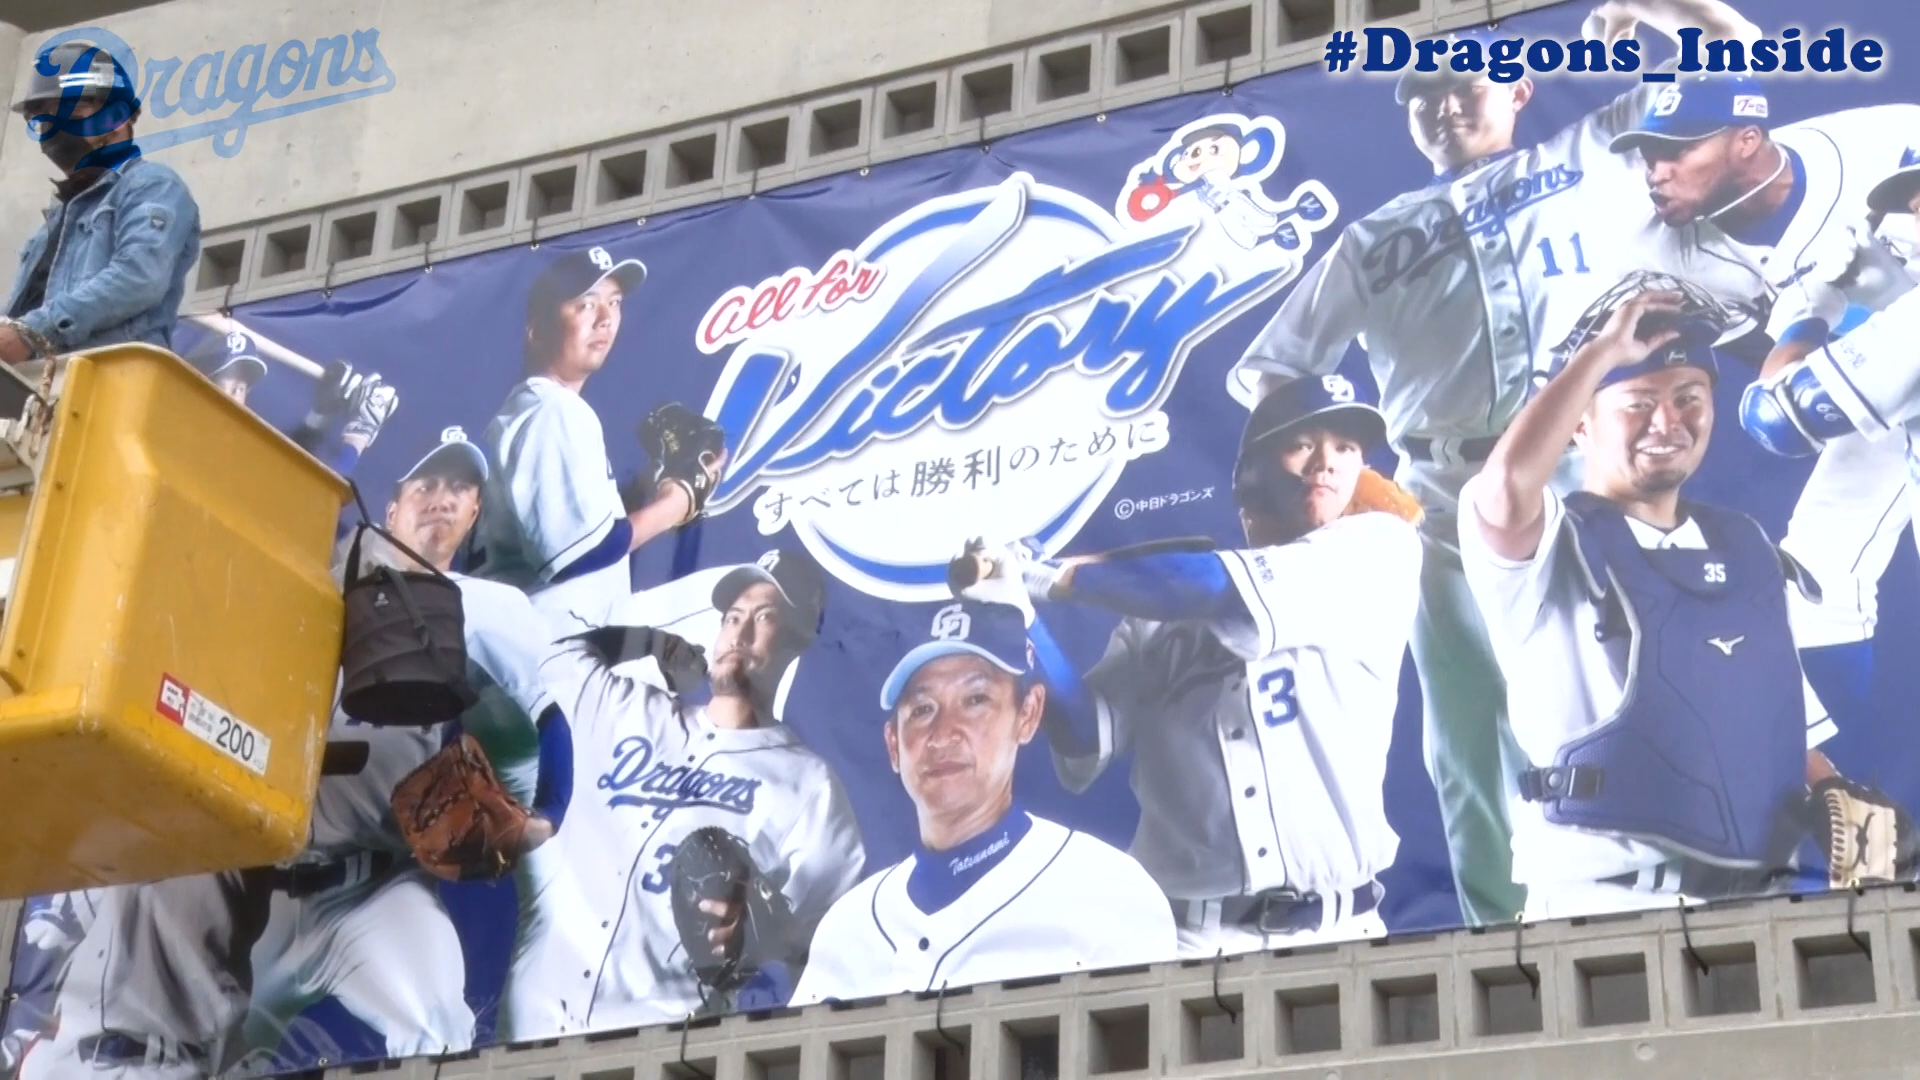 Dragons
#Dragons_Inside
all for
Victory
すべては勝利のために
©中日ドラゴンズ
Dragons
11
35
3
Dragons
3
Tatsunami
66
200